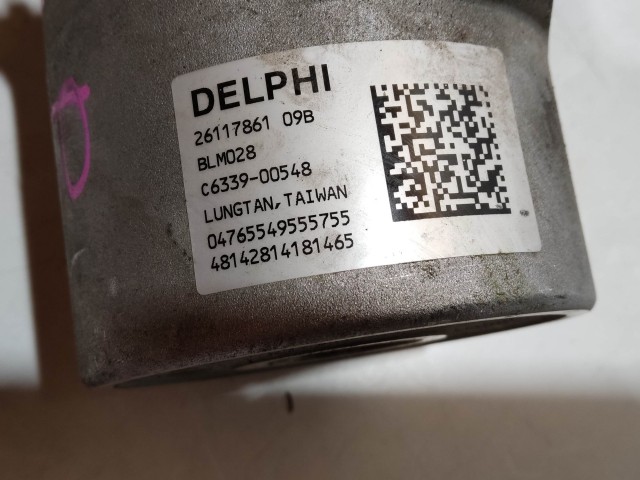 DELPHI
26117861 09B
BLM028
C6339-00548
LUNGTAN,TAIWAN
04765549555755
48142814181465